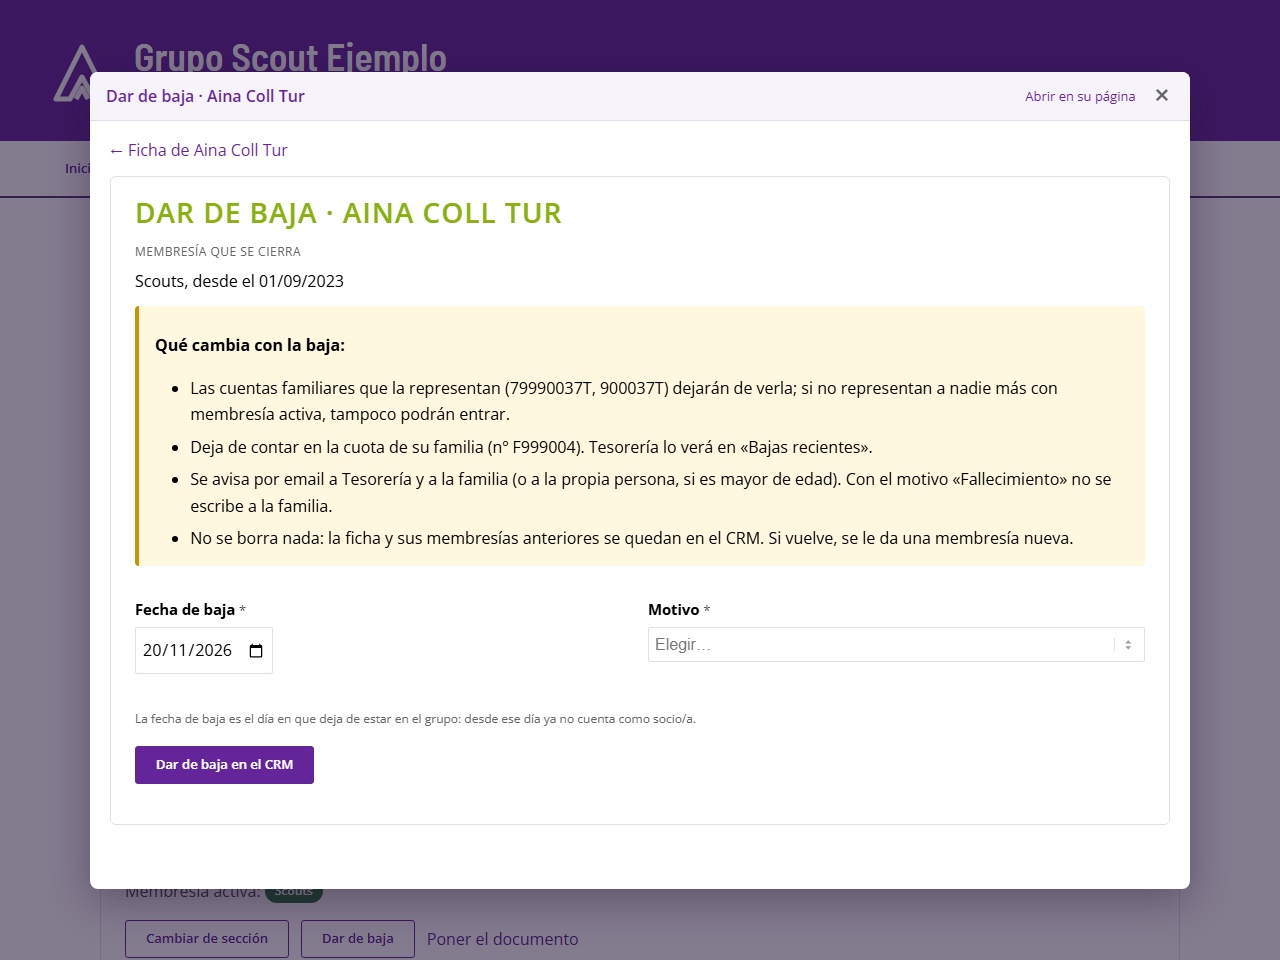 Grupo Scout Ejemplo
Dar de baja · Aina Coll Tur
Abrir en su página
✕
Inici
← Ficha de Aina Coll Tur
DAR DE BAJA · AINA COLL TUR
MEMBRESÍA QUE SE CIERRA
Scouts, desde el 01/09/2023
Qué cambia con la baja:
• Las cuentas familiares que la representan (79990037T, 900037T) dejarán de verla; si no representan a nadie más con
membresía activa, tampoco podrán entrar.
• Deja de contar en la cuota de su familia (nº F999004). Tesorería lo verá en «Bajas recientes».
• Se avisa por email a Tesorería y a la familia (o a la propia persona, si es mayor de edad). Con el motivo «Fallecimiento» no se
escribe a la familia.
• No se borra nada: la ficha y sus membresías anteriores se quedan en el CRM. Si vuelve, se le da una membresía nueva.
Fecha de baja *
Motivo *
20/11/2026
Elegir...
La fecha de baja es el día en que deja de estar en el grupo: desde ese día ya no cuenta como socio/a.
Dar de baja en el CRM
Membresía activa: Scouts
Cambiar de sección
Dar de baja
Poner el documento